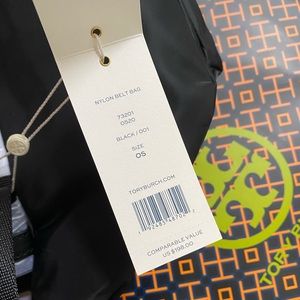 NYLON BELT BAG
73201
0520
BLACK / 001
SIZE
OS
TORYBURCH.COM
COMPARABLE VALUE
US $198.00
TORY